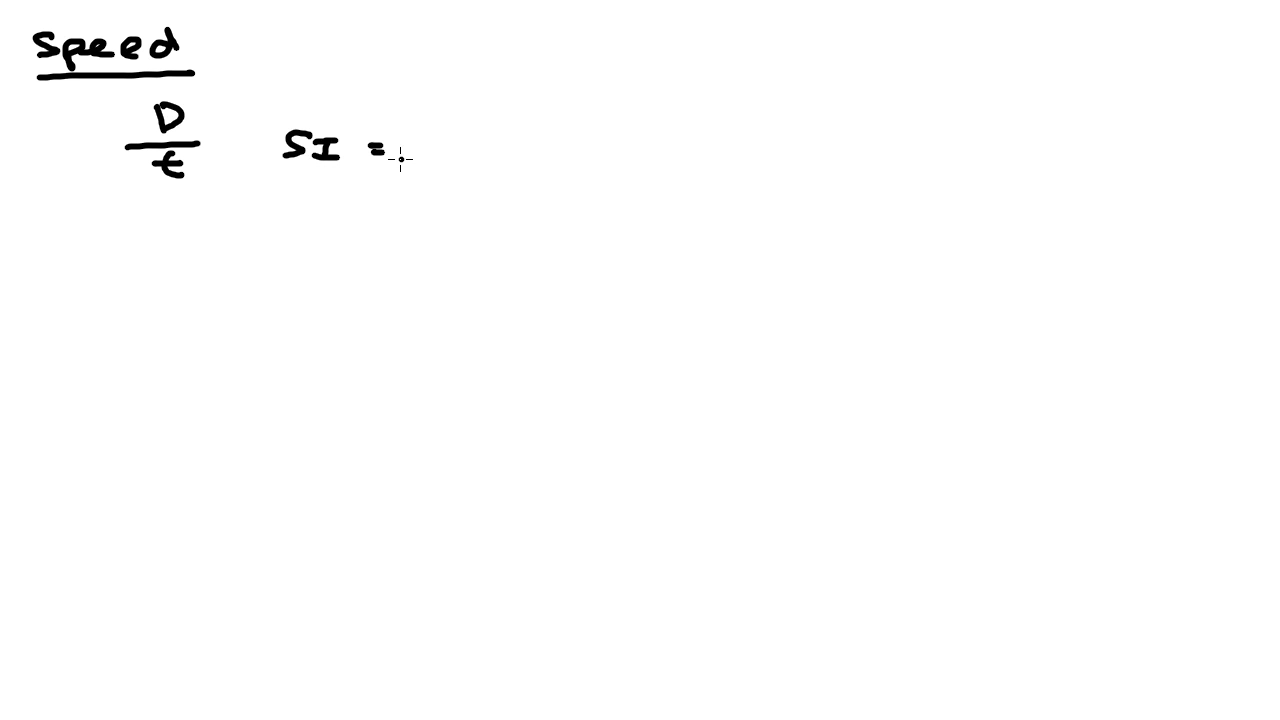 Speed
D
t SI =